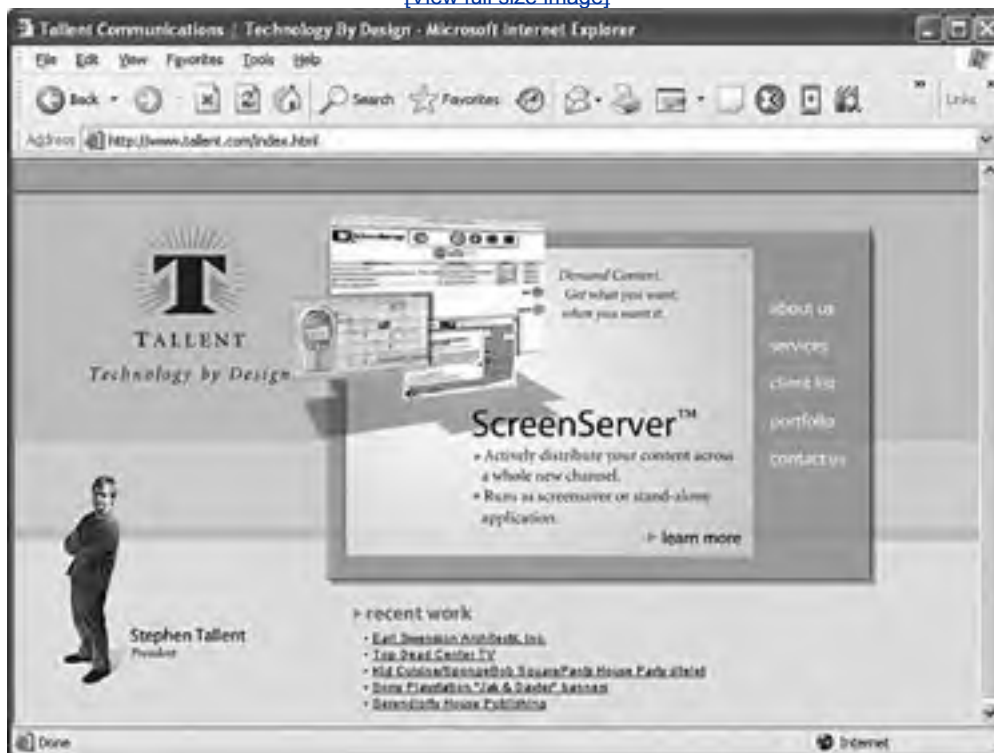 [View full size image]
Tallent Communications | Technology By Design - Microsoft Internet Explorer
File Edit View Favorites Tools Help
Back Search Favorites Links
Address http://www.tallent.com/index.html
Demand Content.
Get what you want,
when you want it.
T
TALLENT
Technology by Design
about us
services
client list
portfolio
contact us
ScreenServer™
Actively distribute your content across
a whole new channel.
Runs as screensaver or stand-alone
application.
learn more
recent work
Earl Swensson Architects, Inc.
Top Dead Center TV
Kid Cuisine/SpongeBob SquarePants House Party
Sony Playstation "Jak & Daxter" banners
Serendipity House Publishing
Stephen Tallent
President
Done Internet